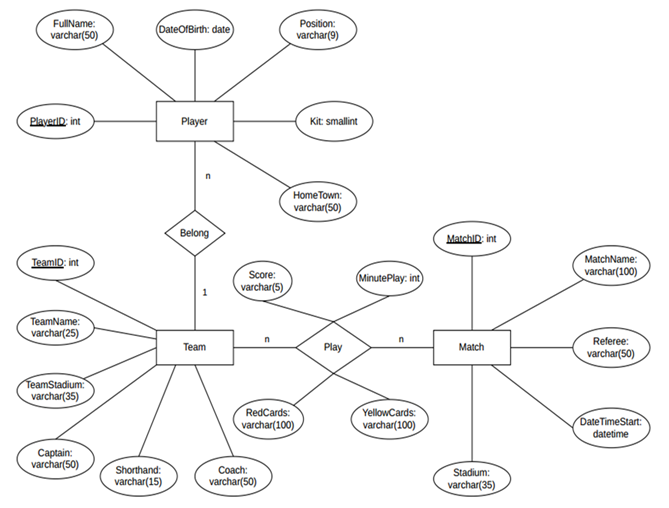 FullName:
varchar(50)
DateOfBirth: date
Position:
varchar(9)
PlayerID: int
Player
Kit: smallint
n
HomeTown:
varchar(50)
Belong
MatchID: int
TeamID: int
MatchName:
varchar(100)
Score:
varchar(5)
MinutePlay: int
1
TeamName:
varchar(25)
Team
n
Play
n
Match
Referee:
varchar(50)
TeamStadium:
varchar(35)
RedCards:
varchar(100)
YellowCards:
varchar(100)
DateTimeStart:
datetime
Captain:
varchar(50)
Shorthand:
varchar(15)
Coach:
varchar(50)
Stadium:
varchar(35)